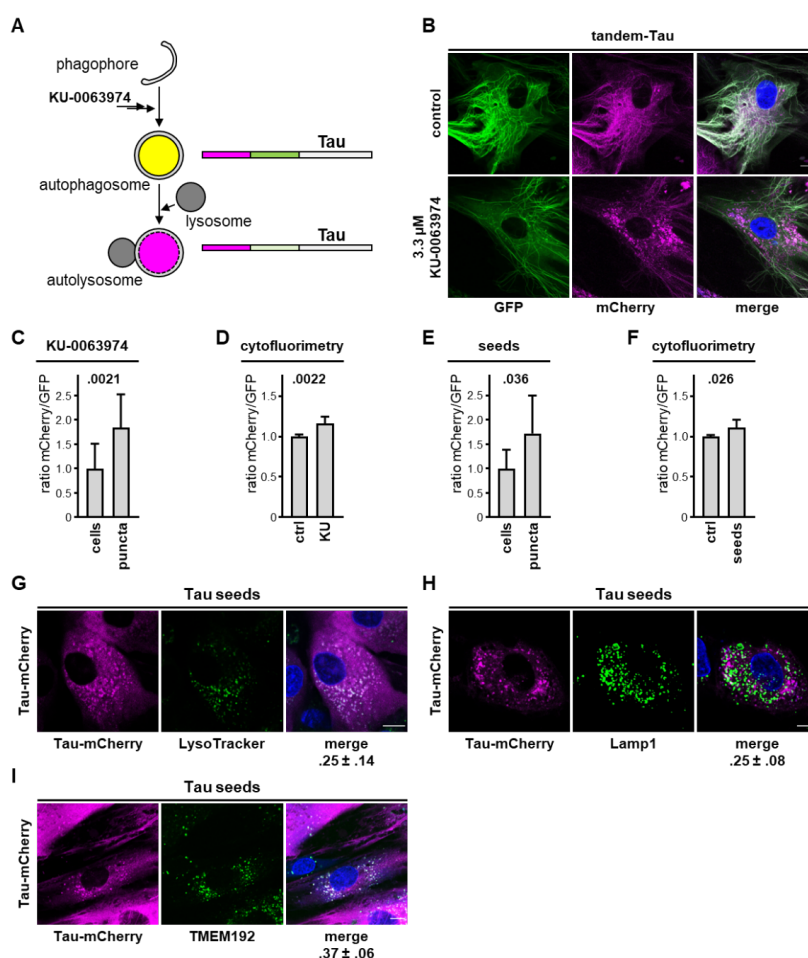 A
phagophore
KU-0063974
Tau
autophagosome
lysosome
Tau
autolysosome
B
tandem-Tau
control
3.3 µM
KU-0063974
GFP mCherry merge
C
KU-0063974
.0021
ratio mCherry/GFP
2.5
2.0
1.5
1.0
0.5
0
cells
puncta
D
cytofluorimetry
.0022
ratio mCherry/GFP
1.5
1.0
0.5
0
ctrl
KU
E
seeds
.036
ratio mCherry/GFP
2.5
2.0
1.5
1.0
0.5
0
cells
puncta
F
cytofluorimetry
.026
ratio mCherry/GFP
1.5
1.0
0.5
0
ctrl
seeds
G
Tau seeds
Tau-mCherry
Tau-mCherry LysoTracker merge
.25 ± .14
H
Tau seeds
Tau-mCherry
Tau-mCherry Lamp1 merge
.25 ± .08
I
Tau seeds
Tau-mCherry
Tau-mCherry TMEM192 merge
.37 ± .06